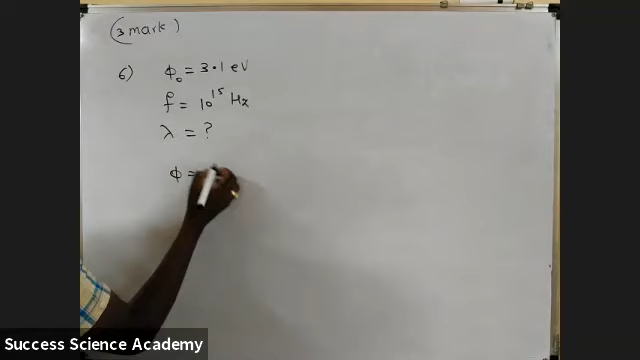 (3 mark)
6) ϕ₀ = 3.1 eV
f = 10¹⁵ Hz
λ = ?
ϕ =
Success Science Academy